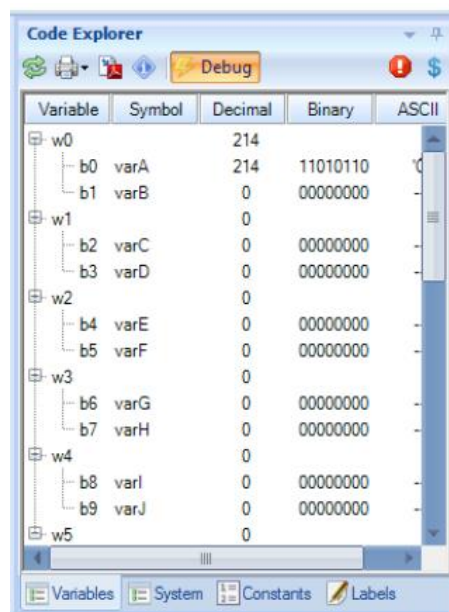 Code Explorer
Debug
$
Variable Symbol Decimal Binary ASCII
w0 214
b0 varA 214 11010110
b1 varB 0 00000000 -
w1 0
b2 varC 0 00000000 -
b3 varD 0 00000000 -
w2 0
b4 varE 0 00000000 -
b5 varF 0 00000000 -
w3 0
b6 varG 0 00000000 -
b7 varH 0 00000000 -
w4 0
b8 varI 0 00000000 -
b9 varJ 0 00000000 -
w5 0
Variables System Constants Labels